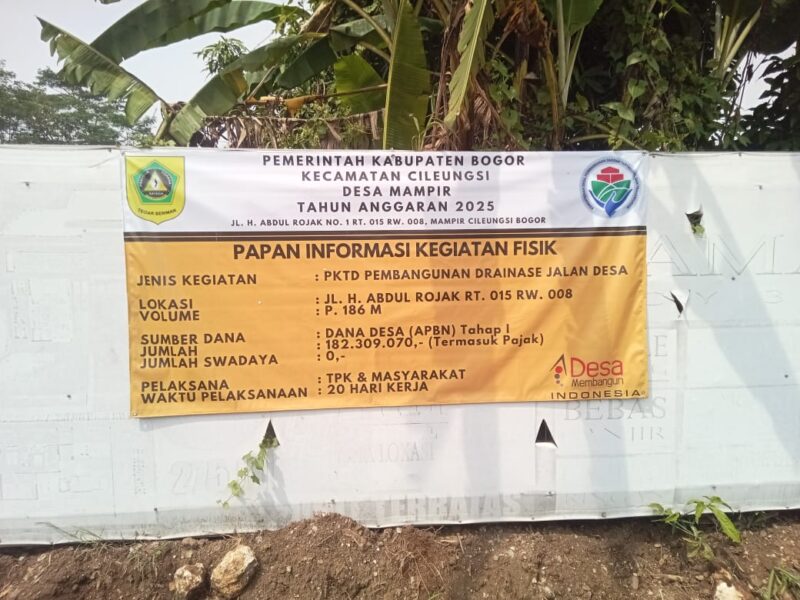 PEMERINTAH KABUPATEN BOGOR
KECAMATAN CILEUNGSI
DESA MAMPIR
TAHUN ANGGARAN 2025
JL. H. ABDUL ROJAK NO. 1 RT. 015 RW. 008, MAMPIR CILEUNGSI BOGOR
TEGAR BERIMAN
PAPAN INFORMASI KEGIATAN FISIK
JENIS KEGIATAN : PKTD PEMBANGUNAN DRAINASE JALAN DESA
LOKASI : JL. H. ABDUL ROJAK RT. 015 RW. 008
VOLUME : P. 186 M
SUMBER DANA : DANA DESA (APBN) Tahap I
JUMLAH : 182.309.070,- (Termasuk Pajak)
JUMLAH SWADAYA : 0,-
PELAKSANA : TPK & MASYARAKAT
WAKTU PELAKSANAAN : 20 HARI KERJA
Desa
Membangun
INDONESIA
BEBAS
LOKASI
TERBATAS